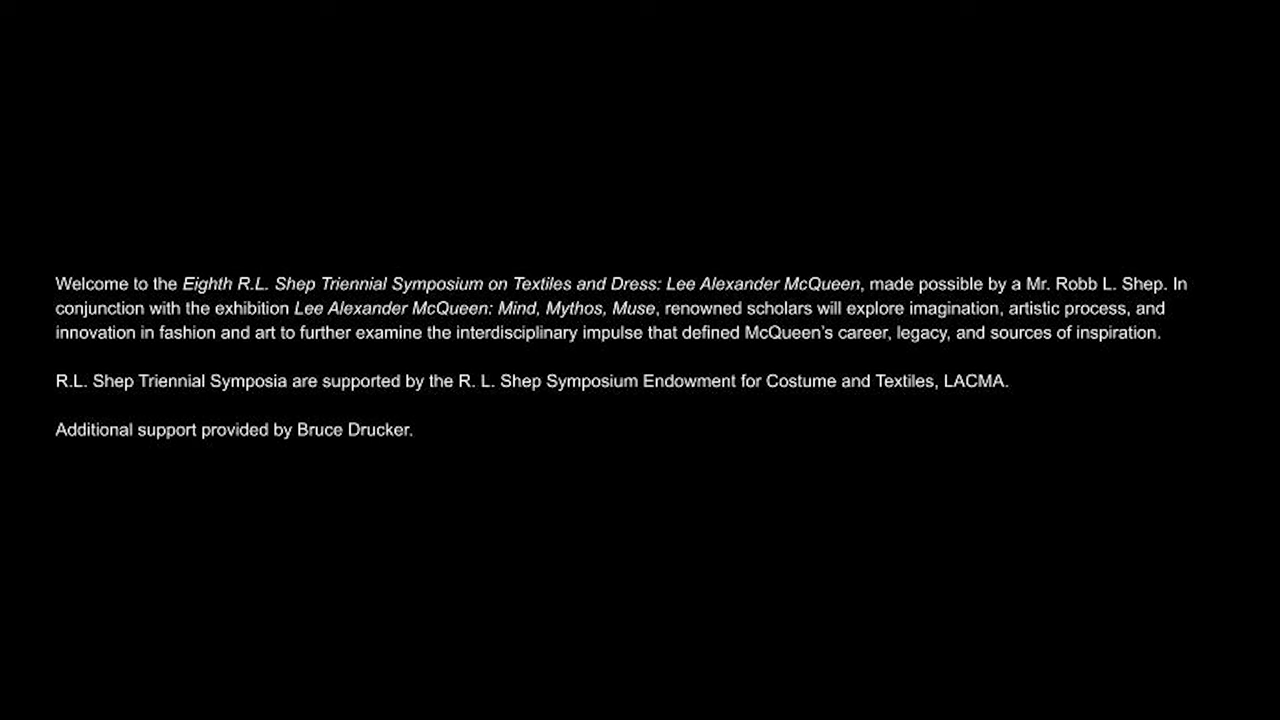 Welcome to the Eighth R.L. Shep Triennial Symposium on Textiles and Dress: Lee Alexander McQueen, made possible by a Mr. Robb L. Shep. In
conjunction with the exhibition Lee Alexander McQueen: Mind, Mythos, Muse, renowned scholars will explore imagination, artistic process, and
innovation in fashion and art to further examine the interdisciplinary impulse that defined McQueen’s career, legacy, and sources of inspiration.
R.L. Shep Triennial Symposia are supported by the R. L. Shep Symposium Endowment for Costume and Textiles, LACMA.
Additional support provided by Bruce Drucker.